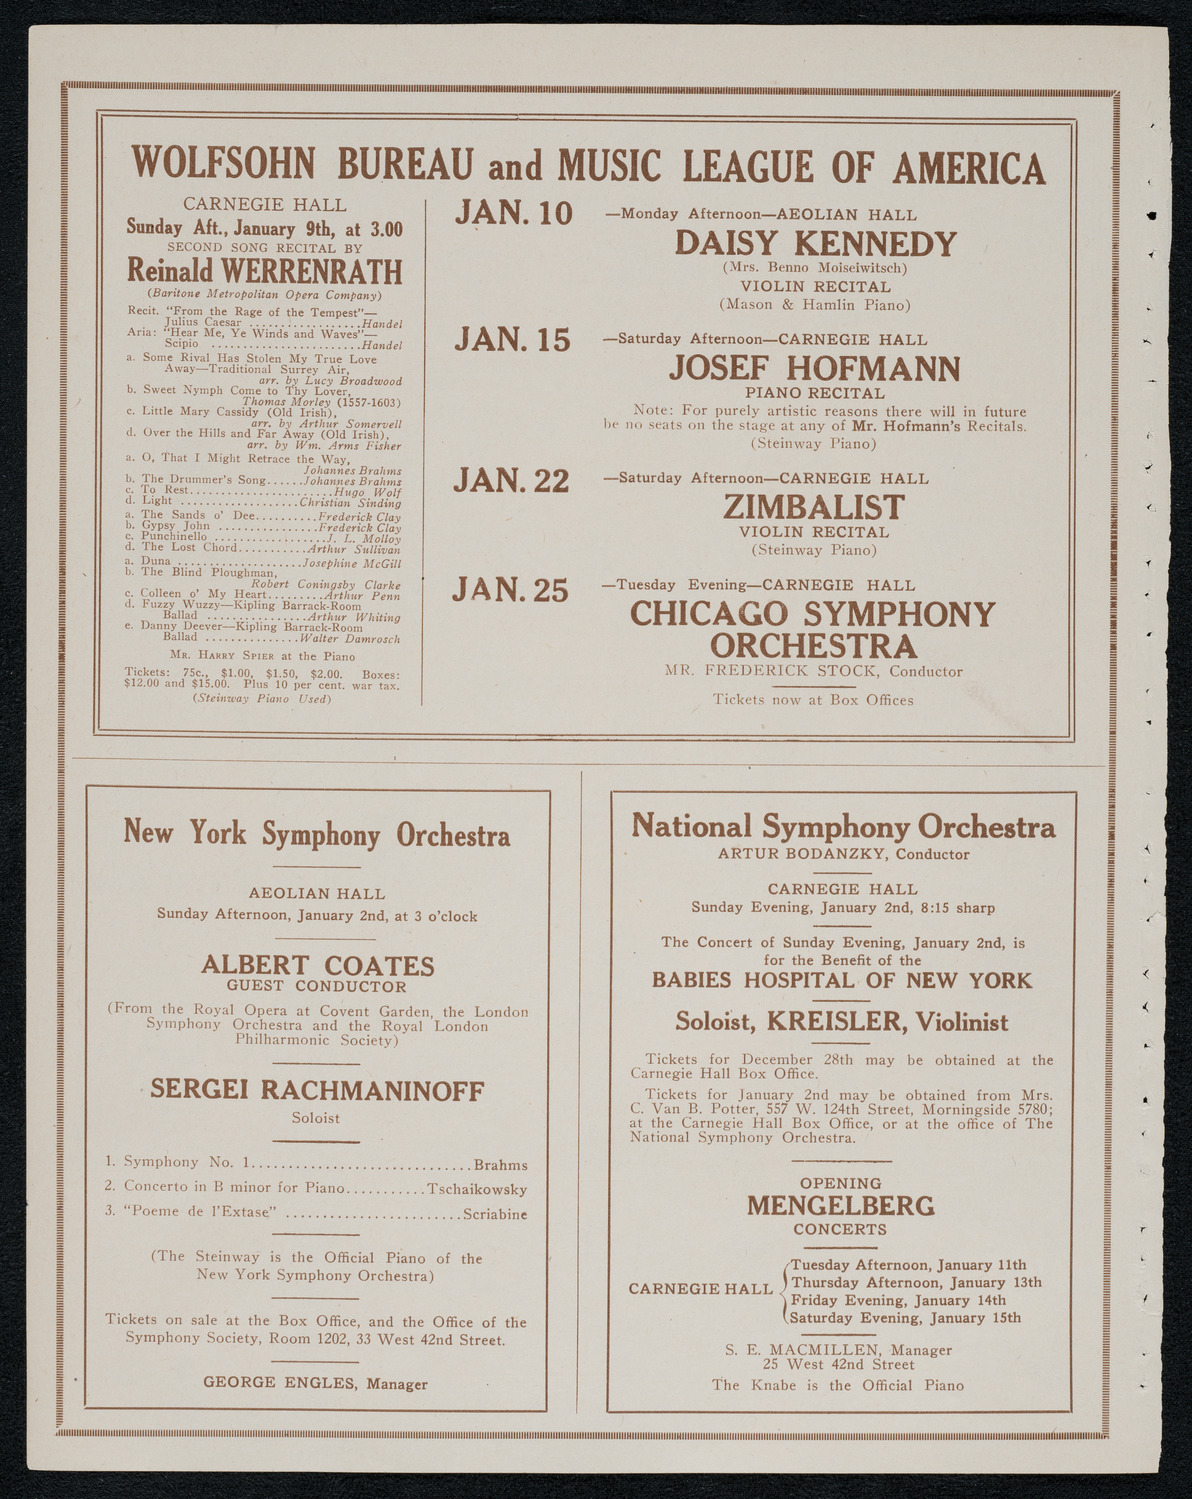 WOLFSOHN BUREAU and MUSIC LEAGUE OF AMERICA
CARNEGIE HALL
Sunday Aft., January 9th, at 3.00
SECOND SONG RECITAL BY
Reinald WERRENRATH
(Baritone Metropolitan Opera Company)
Recit. "From the Rage of the Tempest"—
Julius Caesar ..................Handel
Aria: "Hear Me, Ye Winds and Waves"—
Scipio ........................Handel
a. Some Rival Has Stolen My True Love
Away—Traditional Surrey Air,
arr. by Lucy Broadwood
b. Sweet Nymph Come to Thy Lover,
Thomas Morley (1557-1603)
c. Little Mary Cassidy (Old Irish),
arr. by Arthur Somervell
d. Over the Hills and Far Away (Old Irish),
arr. by Wm. Arms Fisher
a. O, That I Might Retrace the Way,
Johannes Brahms
b. The Drummer's Song......Johannes Brahms
c. To Rest.......................Hugo Wolf
d. Light ...................Christian Sinding
a. The Sands o' Dee..........Frederick Clay
b. Gypsy John ................Frederick Clay
c. Punchinello ..................J. L. Molloy
d. The Lost Chord...........Arthur Sullivan
a. Duna ....................Josephine McGill
b. The Blind Ploughman,
Robert Coningsby Clarke
c. Colleen o' My Heart.........Arthur Penn
d. Fuzzy Wuzzy—Kipling Barrack-Room
Ballad ................Arthur Whiting
e. Danny Deever—Kipling Barrack-Room
Ballad ...............Walter Damrosch
MR. HARRY SPIER at the Piano
Tickets: 75c., $1.00, $1.50, $2.00. Boxes:
$12.00 and $15.00. Plus 10 per cent. war tax.
(Steinway Piano Used)
JAN. 10 —Monday Afternoon—AEOLIAN HALL
DAISY KENNEDY
(Mrs. Benno Moiseiwitsch)
VIOLIN RECITAL
(Mason & Hamlin Piano)
JAN. 15 —Saturday Afternoon—CARNEGIE HALL
JOSEF HOFMANN
PIANO RECITAL
Note: For purely artistic reasons there will in future
be no seats on the stage at any of Mr. Hofmann's Recitals.
(Steinway Piano)
JAN. 22 —Saturday Afternoon—CARNEGIE HALL
ZIMBALIST
VIOLIN RECITAL
(Steinway Piano)
JAN. 25 —Tuesday Evening—CARNEGIE HALL
CHICAGO SYMPHONY
ORCHESTRA
MR. FREDERICK STOCK, Conductor
Tickets now at Box Offices
New York Symphony Orchestra
AEOLIAN HALL
Sunday Afternoon, January 2nd, at 3 o'clock
ALBERT COATES
GUEST CONDUCTOR
(From the Royal Opera at Covent Garden, the London
Symphony Orchestra and the Royal London
Philharmonic Society)
SERGEI RACHMANINOFF
Soloist
1. Symphony No. 1.............................Brahms
2. Concerto in B minor for Piano...........Tschaikowsky
3. "Poeme de l'Extase" ........................Scriabine
(The Steinway is the Official Piano of the
New York Symphony Orchestra)
Tickets on sale at the Box Office, and the Office of the
Symphony Society, Room 1202, 33 West 42nd Street.
GEORGE ENGLES, Manager
National Symphony Orchestra
ARTUR BODANZKY, Conductor
CARNEGIE HALL
Sunday Evening, January 2nd, 8:15 sharp
The Concert of Sunday Evening, January 2nd, is
for the Benefit of the
BABIES HOSPITAL OF NEW YORK
Soloist, KREISLER, Violinist
Tickets for December 28th may be obtained at the
Carnegie Hall Box Office.
Tickets for January 2nd may be obtained from Mrs.
C. Van B. Potter, 557 W. 124th Street, Morningside 5780;
at the Carnegie Hall Box Office, or at the office of The
National Symphony Orchestra.
OPENING
MENGELBERG
CONCERTS
CARNEGIE HALL
Tuesday Afternoon, January 11th
Thursday Afternoon, January 13th
Friday Evening, January 14th
Saturday Evening, January 15th
S. E. MACMILLEN, Manager
25 West 42nd Street
The Knabe is the Official Piano